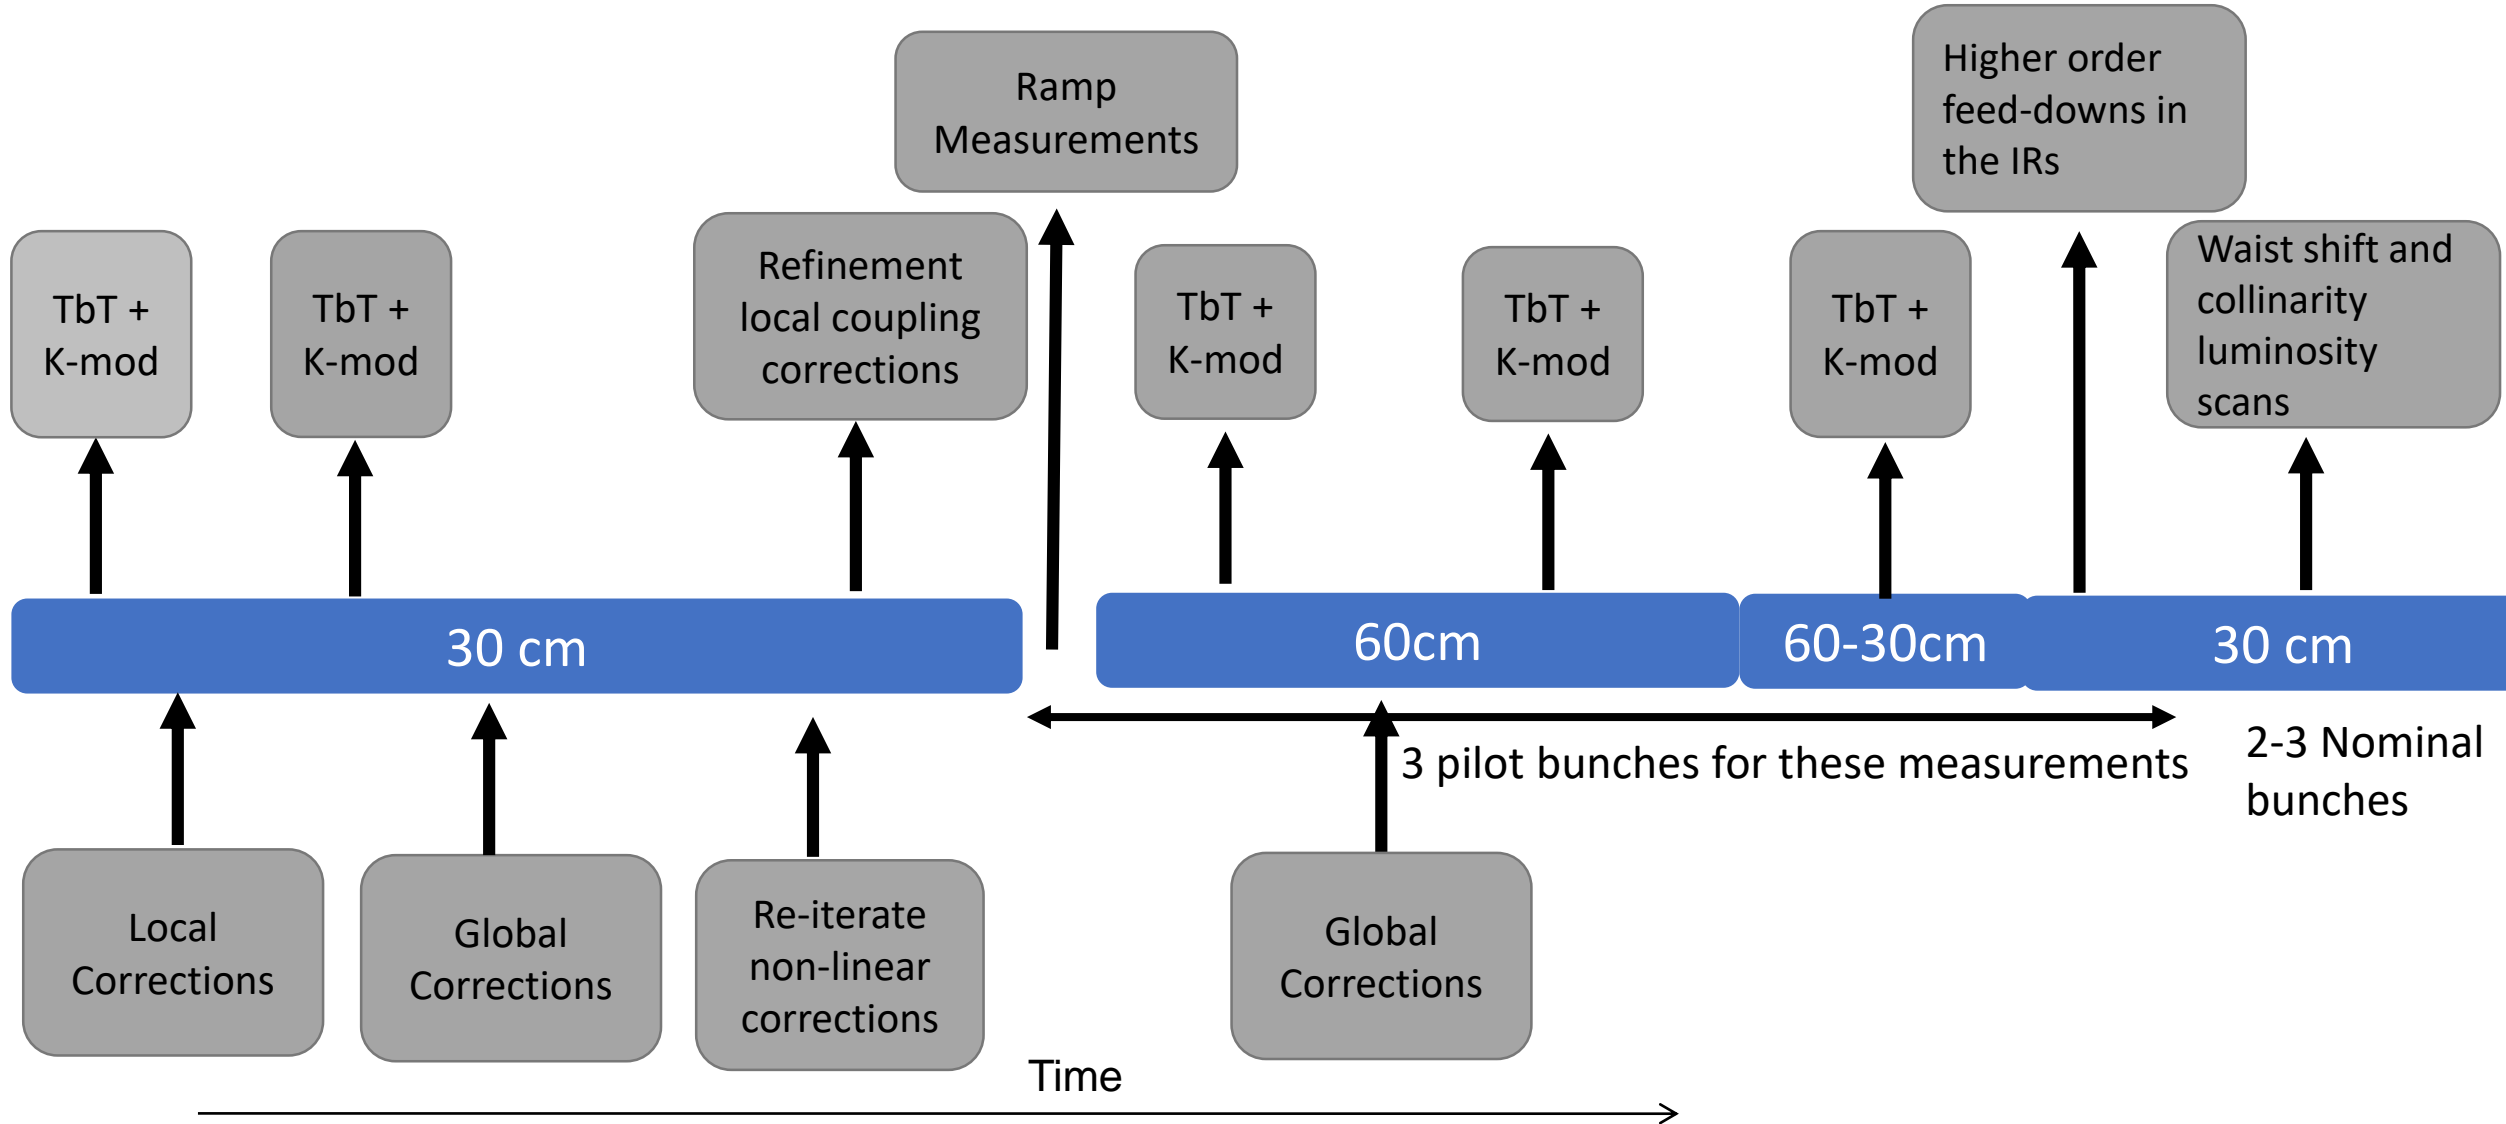 Ramp
Measurements
Higher order
feed-downs in
the IRs
TbT +
K-mod
TbT +
K-mod
Refinement
local coupling
corrections
TbT +
K-mod
TbT +
K-mod
TbT +
K-mod
Waist shift and
collinarity
luminosity
scans
30 cm
60cm
60-30cm
30 cm
3 pilot bunches for these measurements
2-3 Nominal
bunches
Local
Corrections
Global
Corrections
Re-iterate
non-linear
corrections
Global
Corrections
Time